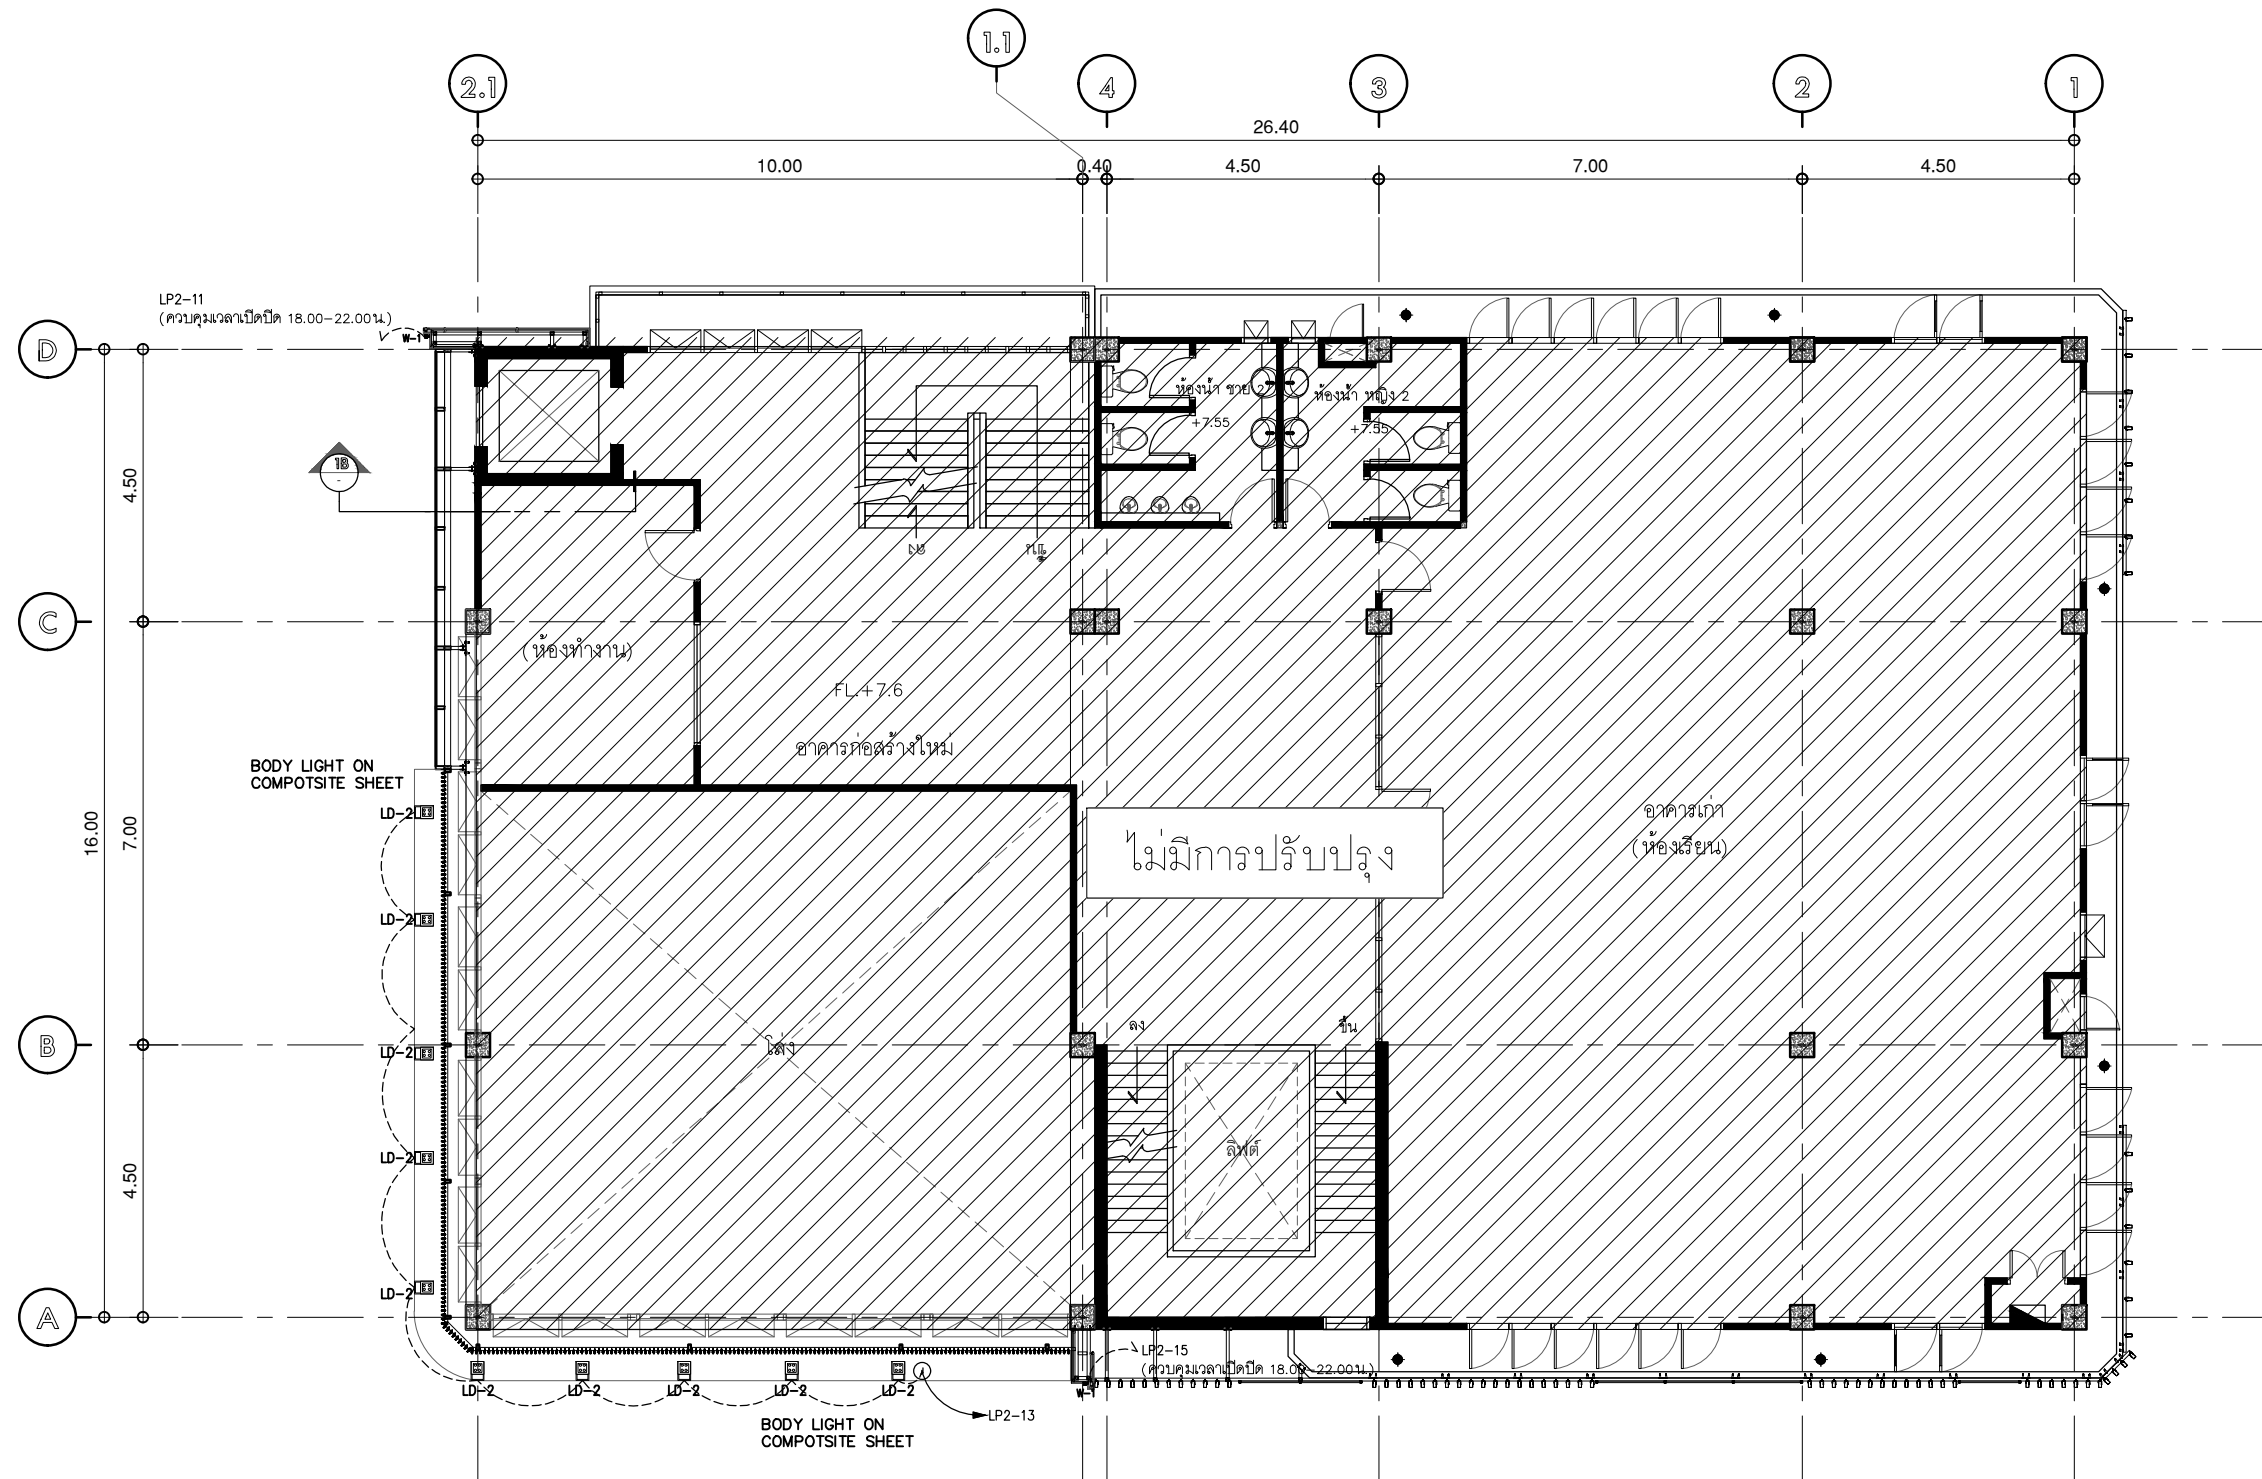 1.1
2.1
4
3
2
1
26.40
10.00
0.40
4.50
7.00
4.50
LP2-11
(ควบคุมเวลาเปิดปิด 18.00-22.00น.)
W-1
D
ห้องน้ำ ชาย 2
+7.55
ห้องน้ำ หญิง 2
+7.55
1B
-
4.50
ลง
ขึ้น
C
(ห้องทำงาน)
FL.+7.6
อาคารก่อสร้างใหม่
BODY LIGHT ON
COMPOTSITE SHEET
LD-2
16.00
7.00
ไม่มีการปรับปรุง
อาคารเก่า
(ห้องเรียน)
LD-2
ลง
ขึ้น
B
LD-2
โล่ง
LD-2
4.50
ลิฟต์
LD-2
A
LP2-15
(ควบคุมเวลาเปิดปิด 18.00-22.00น.)
LD-2
LD-2
LD-2
LD-2
LD-2
W-1
LP2-13
BODY LIGHT ON
COMPOTSITE SHEET